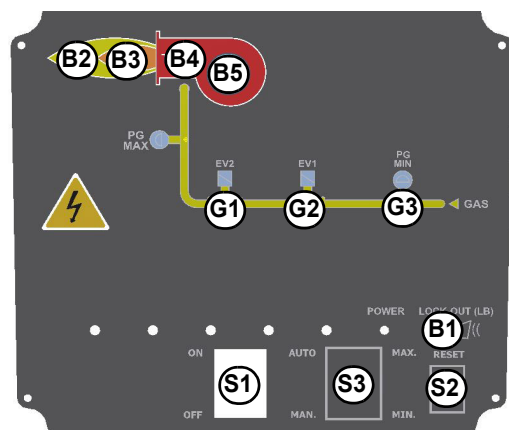 B2 B3 B4 B5
PG
MAX
EV2 EV1 PG
MIN
G1 G2 G3 GAS
POWER LOCK-OUT (LB)
B1
ON AUTO MAX. RESET
S1 S3 S2
OFF MAN. MIN.